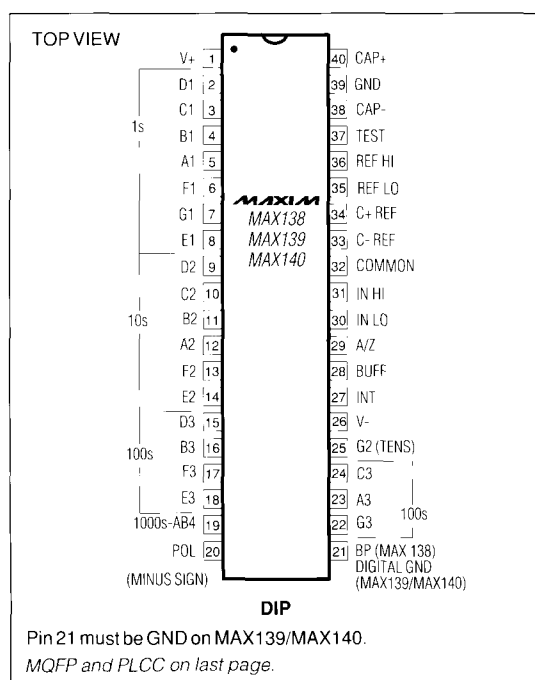 TOP VIEW
V+ 1
D1 2
C1 3
B1 4
A1 5
F1 6
G1 7
E1 8
D2 9
C2 10
B2 11
A2 12
F2 13
E2 14
D3 15
B3 16
F3 17
E3 18
1000s-AB4 19
POL 20
(MINUS SIGN)
1s
10s
100s
MAXIM
MAX138
MAX139
MAX140
40 CAP+
39 GND
38 CAP-
37 TEST
36 REF HI
35 REF LO
34 C+ REF
33 C- REF
32 COMMON
31 IN HI
30 IN LO
29 A/Z
28 BUFF
27 INT
26 V-
25 G2 (TENS)
24 C3
23 A3
22 G3
100s
21 BP (MAX 138)
DIGITAL GND
(MAX139/MAX140)
DIP
Pin 21 must be GND on MAX139/MAX140.
MQFP and PLCC on last page.